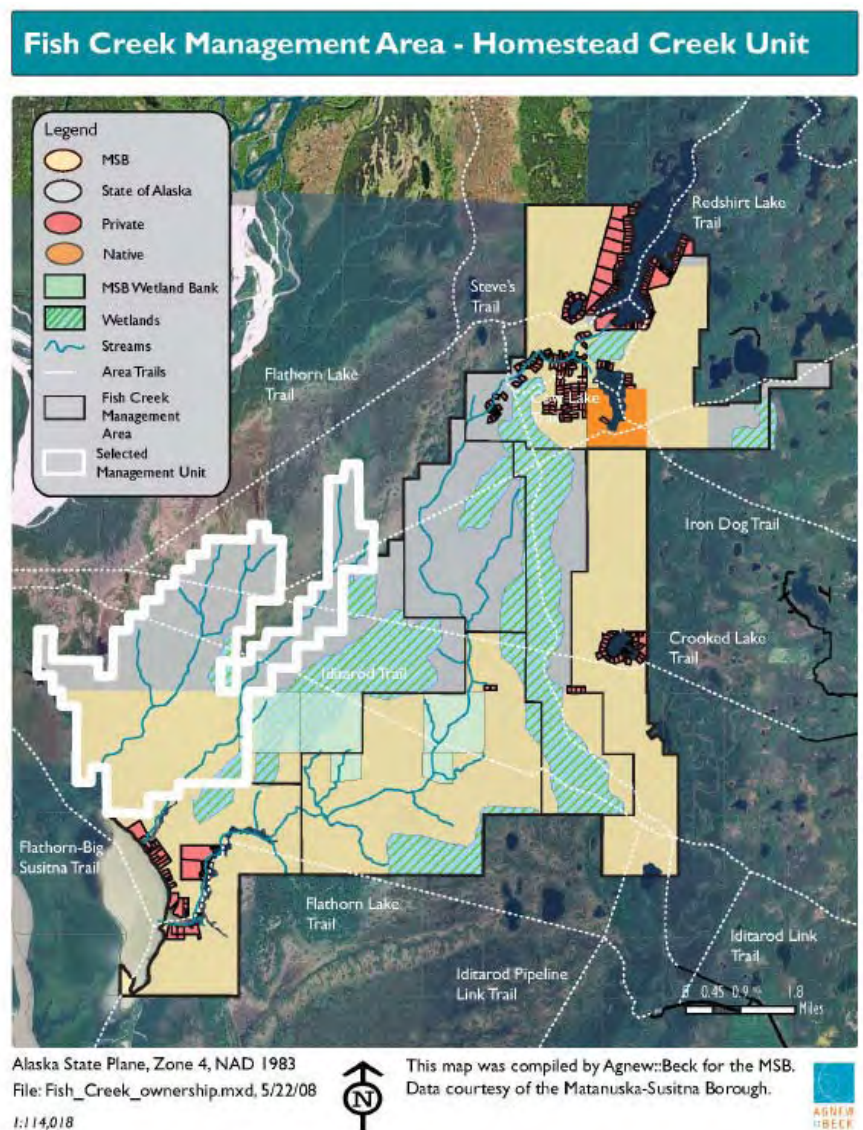 Fish Creek Management Area - Homestead Creek Unit
Legend
MSB
State of Alaska
Private
Native
MSB Wetland Bank
Wetlands
Streams
Area Trails
Fish Creek
Management
Area
Selected
Management Unit
Redshirt Lake
Trail
Steve's
Trail
Flathorn Lake
Trail
Lake
Iron Dog Trail
Crooked Lake
Trail
Iditarod Trail
Flathorn-Big
Susitna Trail
Flathorn Lake
Trail
Iditarod Link
Trail
Iditarod Pipeline
Link Trail
0 0.45 0.9 1.8
Miles
Alaska State Plane, Zone 4, NAD 1983
File: Fish_Creek_ownership.mxd, 5/22/08
1:114,018
N
This map was compiled by Agnew::Beck for the MSB.
Data courtesy of the Matanuska-Susitna Borough.
AGNEW
::BECK